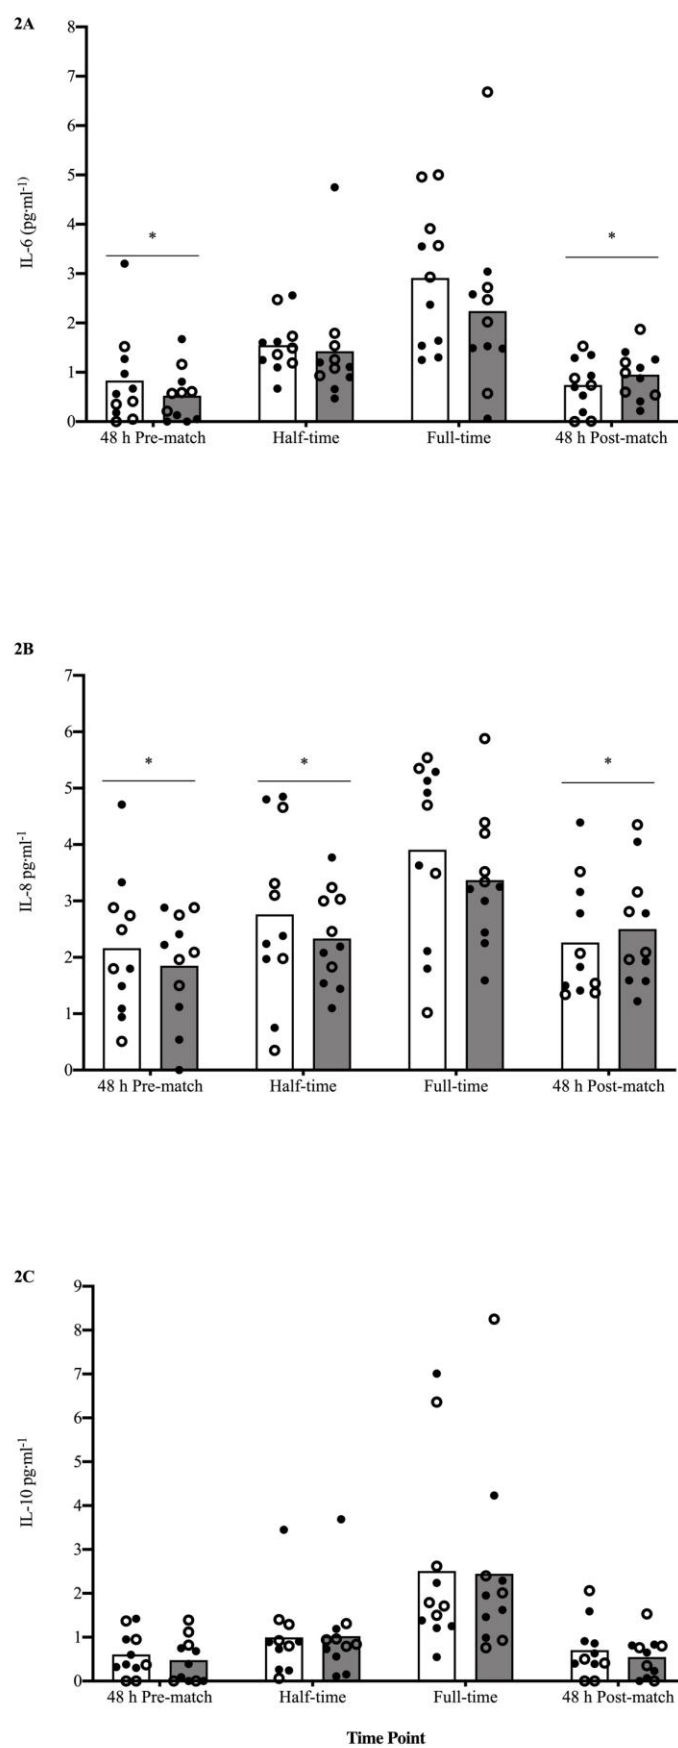 2A
8
7
6
5
4
3
2
1
0
IL-6 (pg·ml-1)
*
*
48 h Pre-match
Half-time
Full-time
48 h Post-match
2B
7
6
5
4
3
2
1
0
IL-8 pg·ml-1
*
*
*
48 h Pre-match
Half-time
Full-time
48 h Post-match
2C
9
8
7
6
5
4
3
2
1
0
IL-10 pg·ml-1
48 h Pre-match
Half-time
Full-time
48 h Post-match
Time Point